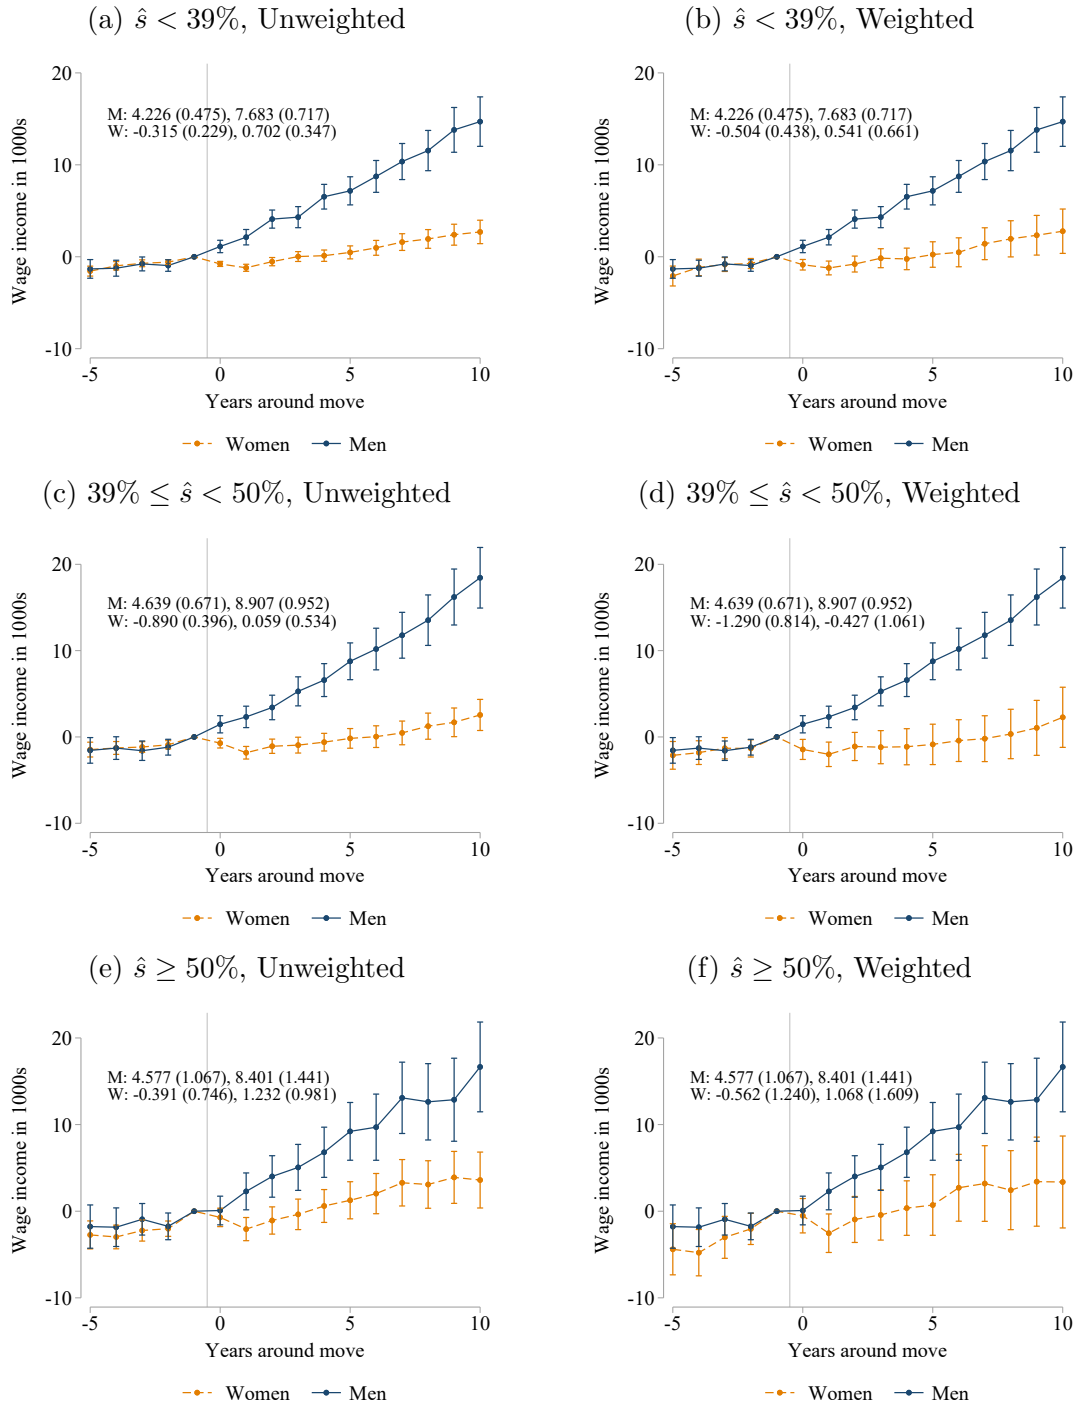 (a) ŝ < 39%, Unweighted
Wage income in 1000s
20
10
0
-10
M: 4.226 (0.475), 7.683 (0.717)
W: -0.315 (0.229), 0.702 (0.347)
-5
0
5
10
Years around move
Women
Men
(b) ŝ < 39%, Weighted
Wage income in 1000s
20
10
0
-10
M: 4.226 (0.475), 7.683 (0.717)
W: -0.504 (0.438), 0.541 (0.661)
-5
0
5
10
Years around move
Women
Men
(c) 39% ≤ ŝ < 50%, Unweighted
Wage income in 1000s
20
10
0
-10
M: 4.639 (0.671), 8.907 (0.952)
W: -0.890 (0.396), 0.059 (0.534)
-5
0
5
10
Years around move
Women
Men
(d) 39% ≤ ŝ < 50%, Weighted
Wage income in 1000s
20
10
0
-10
M: 4.639 (0.671), 8.907 (0.952)
W: -1.290 (0.814), -0.427 (1.061)
-5
0
5
10
Years around move
Women
Men
(e) ŝ ≥ 50%, Unweighted
Wage income in 1000s
20
10
0
-10
M: 4.577 (1.067), 8.401 (1.441)
W: -0.391 (0.746), 1.232 (0.981)
-5
0
5
10
Years around move
Women
Men
(f) ŝ ≥ 50%, Weighted
Wage income in 1000s
20
10
0
-10
M: 4.577 (1.067), 8.401 (1.441)
W: -0.562 (1.240), 1.068 (1.609)
-5
0
5
10
Years around move
Women
Men